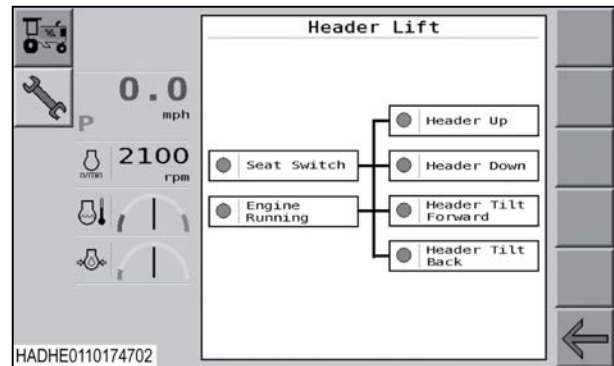 Header Lift
0.0
mph
P
2100
n/min
rpm
Seat Switch
Engine
Running
Header Up
Header Down
Header Tilt
Forward
Header Tilt
Back
HADHE0110174702